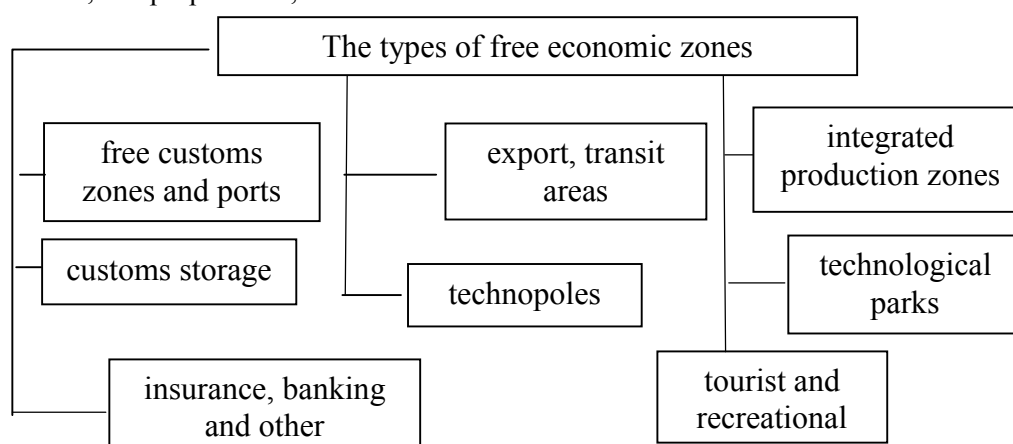 The types of free economic zones
free customs
zones and ports
export, transit
areas
integrated
production zones
customs storage
technopoles
technological
parks
insurance, banking
and other
tourist and
recreational